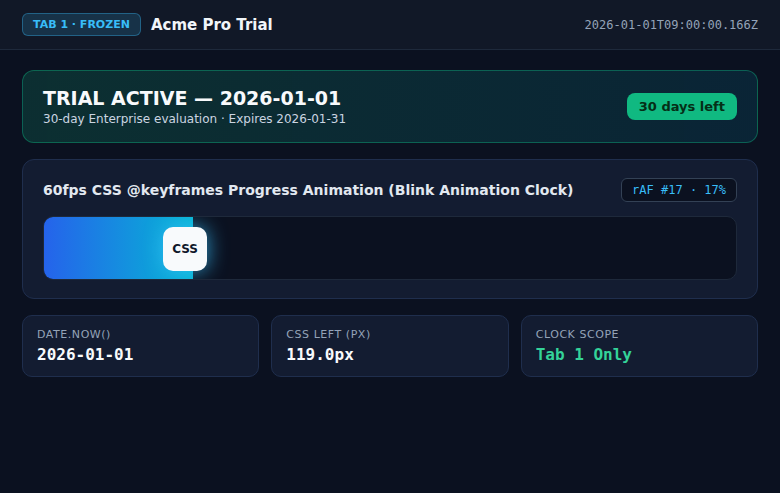 TAB 1 · FROZEN Acme Pro Trial 2026-01-01T09:00:00.166Z
TRIAL ACTIVE — 2026-01-01
30-day Enterprise evaluation · Expires 2026-01-31
30 days left
60fps CSS @keyframes Progress Animation (Blink Animation Clock) rAF #17 · 17%
CSS
DATE.NOW()
2026-01-01
CSS LEFT (PX)
119.0px
CLOCK SCOPE
Tab 1 Only